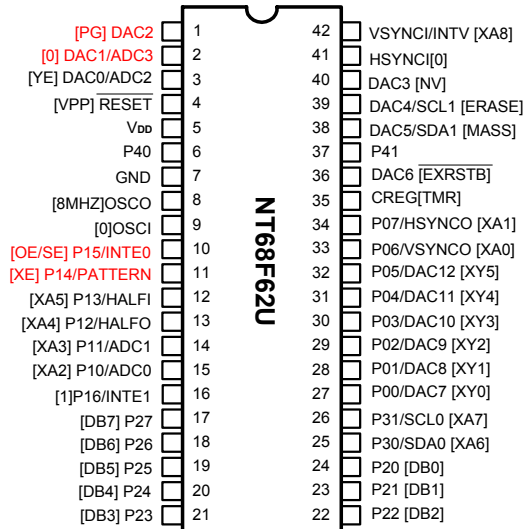 [PG] DAC2 1 42 VSYNCI/INTV [XA8]
[0] DAC1/ADC3 2 41 HSYNCI[0]
[YE] DAC0/ADC2 3 40 DAC3 [NV]
[VPP] RESET 4 39 DAC4/SCL1 [ERASE]
VDD 5 38 DAC5/SDA1 [MASS]
P40 6 37 P41
GND 7 36 DAC6 [EXRSTB]
[8MHZ]OSCO 8 35 CREG[TMR]
[0]OSCI 9 34 P07/HSYNCO [XA1]
[OE/SE] P15/INTE0 10 33 P06/VSYNCO [XA0]
[XE] P14/PATTERN 11 32 P05/DAC12 [XY5]
[XA5] P13/HALFI 12 31 P04/DAC11 [XY4]
[XA4] P12/HALFO 13 30 P03/DAC10 [XY3]
[XA3] P11/ADC1 14 29 P02/DAC9 [XY2]
[XA2] P10/ADC0 15 28 P01/DAC8 [XY1]
[1]P16/INTE1 16 27 P00/DAC7 [XY0]
[DB7] P27 17 26 P31/SCL0 [XA7]
[DB6] P26 18 25 P30/SDA0 [XA6]
[DB5] P25 19 24 P20 [DB0]
[DB4] P24 20 23 P21 [DB1]
[DB3] P23 21 22 P22 [DB2]
NT68F62U